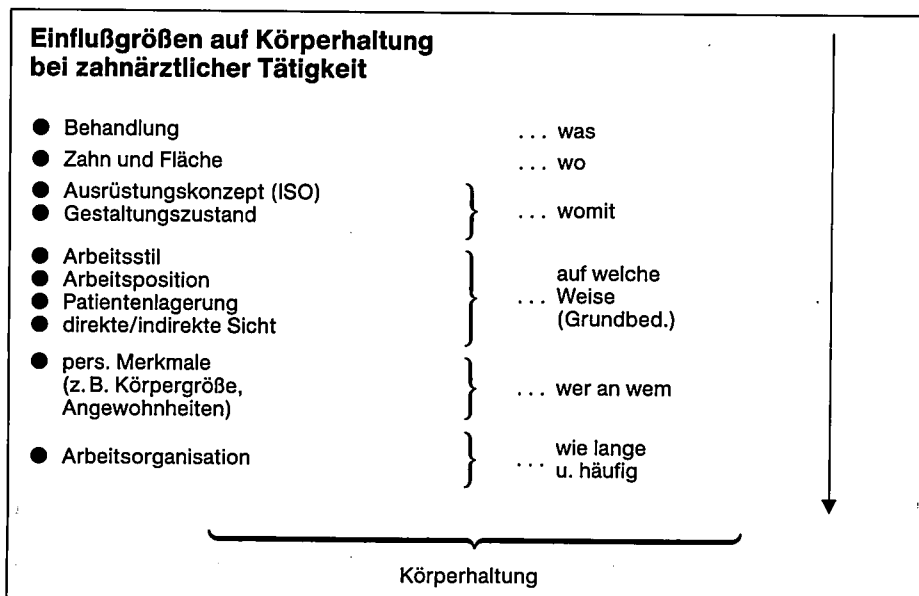 Einflußgrößen auf Körperhaltung
bei zahnärztlicher Tätigkeit
● Behandlung ... was
● Zahn und Fläche ... wo
● Ausrüstungskonzept (ISO)
● Gestaltungszustand
... womit
● Arbeitsstil
● Arbeitsposition
● Patientenlagerung
● direkte/indirekte Sicht
auf welche
... Weise
(Grundbed.)
● pers. Merkmale
(z. B. Körpergröße,
Angewohnheiten)
... wer an wem
● Arbeitsorganisation
wie lange
... u. häufig
Körperhaltung